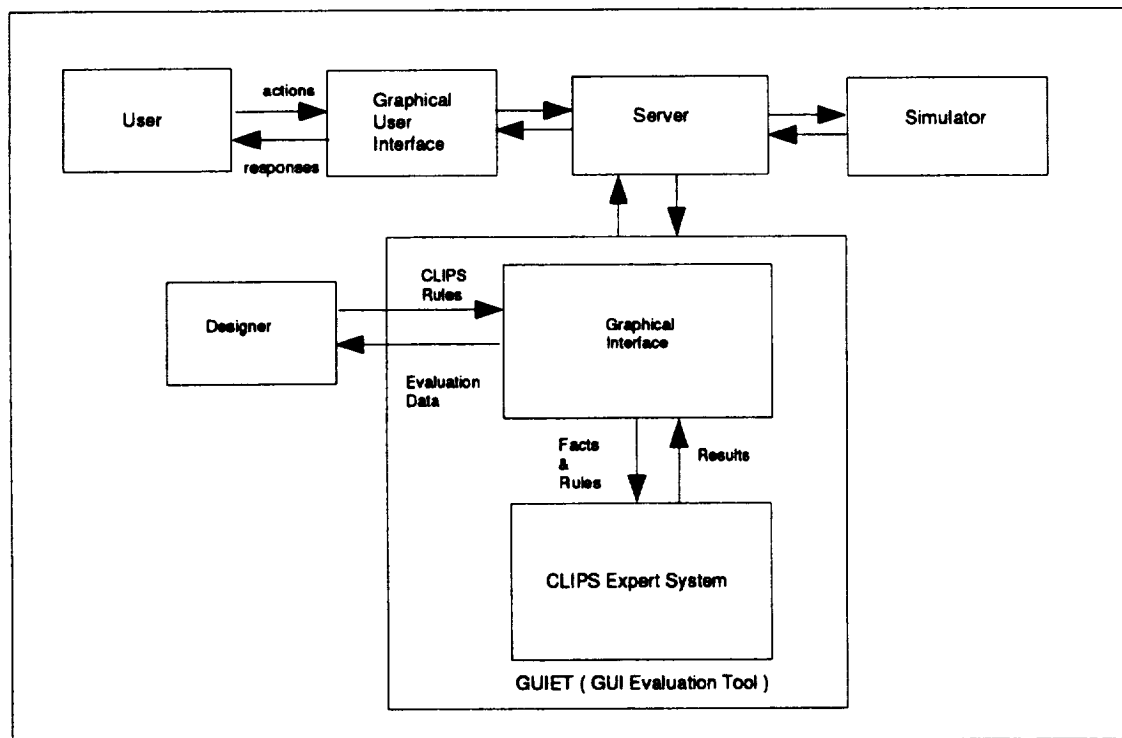 User
actions
responses
Graphical
User
Interface
Server
Simulator
Designer
CLIPS
Rules
Evaluation
Data
Graphical
Interface
Facts
&
Rules
Results
CLIPS Expert System
GUIET ( GUI Evaluation Tool )